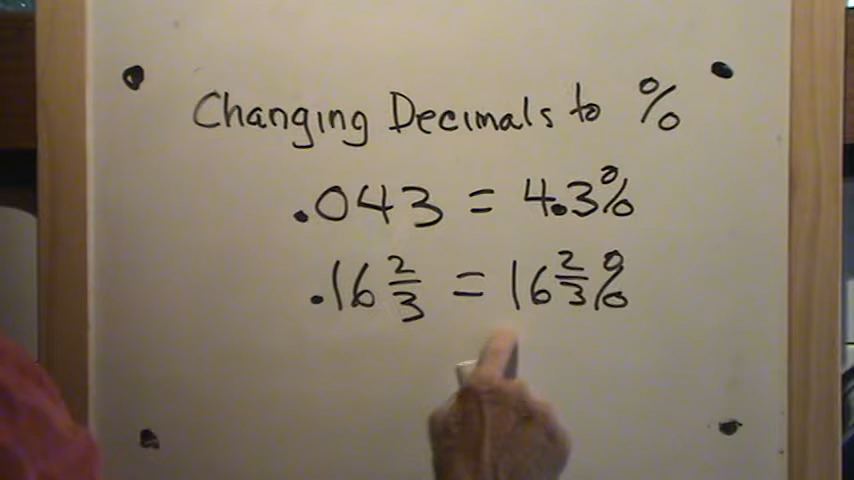 Changing Decimals to %
.043 = 4.3%
.16 2/3 = 16 2/3 %